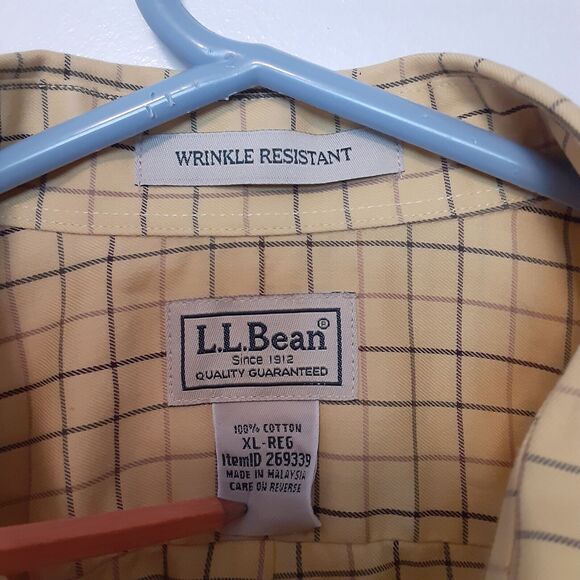 WRINKLE RESISTANT
L.L.Bean®
Since 1912
QUALITY GUARANTEED
100% COTTON
XL-REG
ItemID 269339
MADE IN MALAYSIA
CARE ON REVERSE